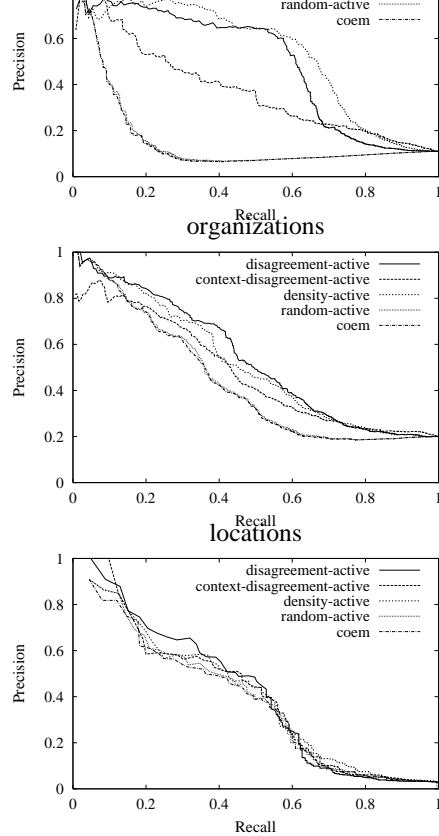 random-active
coem
0.6
0.4
0.2
0
Precision
0 0.2 0.4 0.6 0.8 1
Recall
organizations
1
0.8
0.6
0.4
0.2
0
Precision
disagreement-active
context-disagreement-active
density-active
random-active
coem
0 0.2 0.4 0.6 0.8 1
Recall
locations
1
0.8
0.6
0.4
0.2
0
Precision
disagreement-active
context-disagreement-active
density-active
random-active
coem
0 0.2 0.4 0.6 0.8 1
Recall